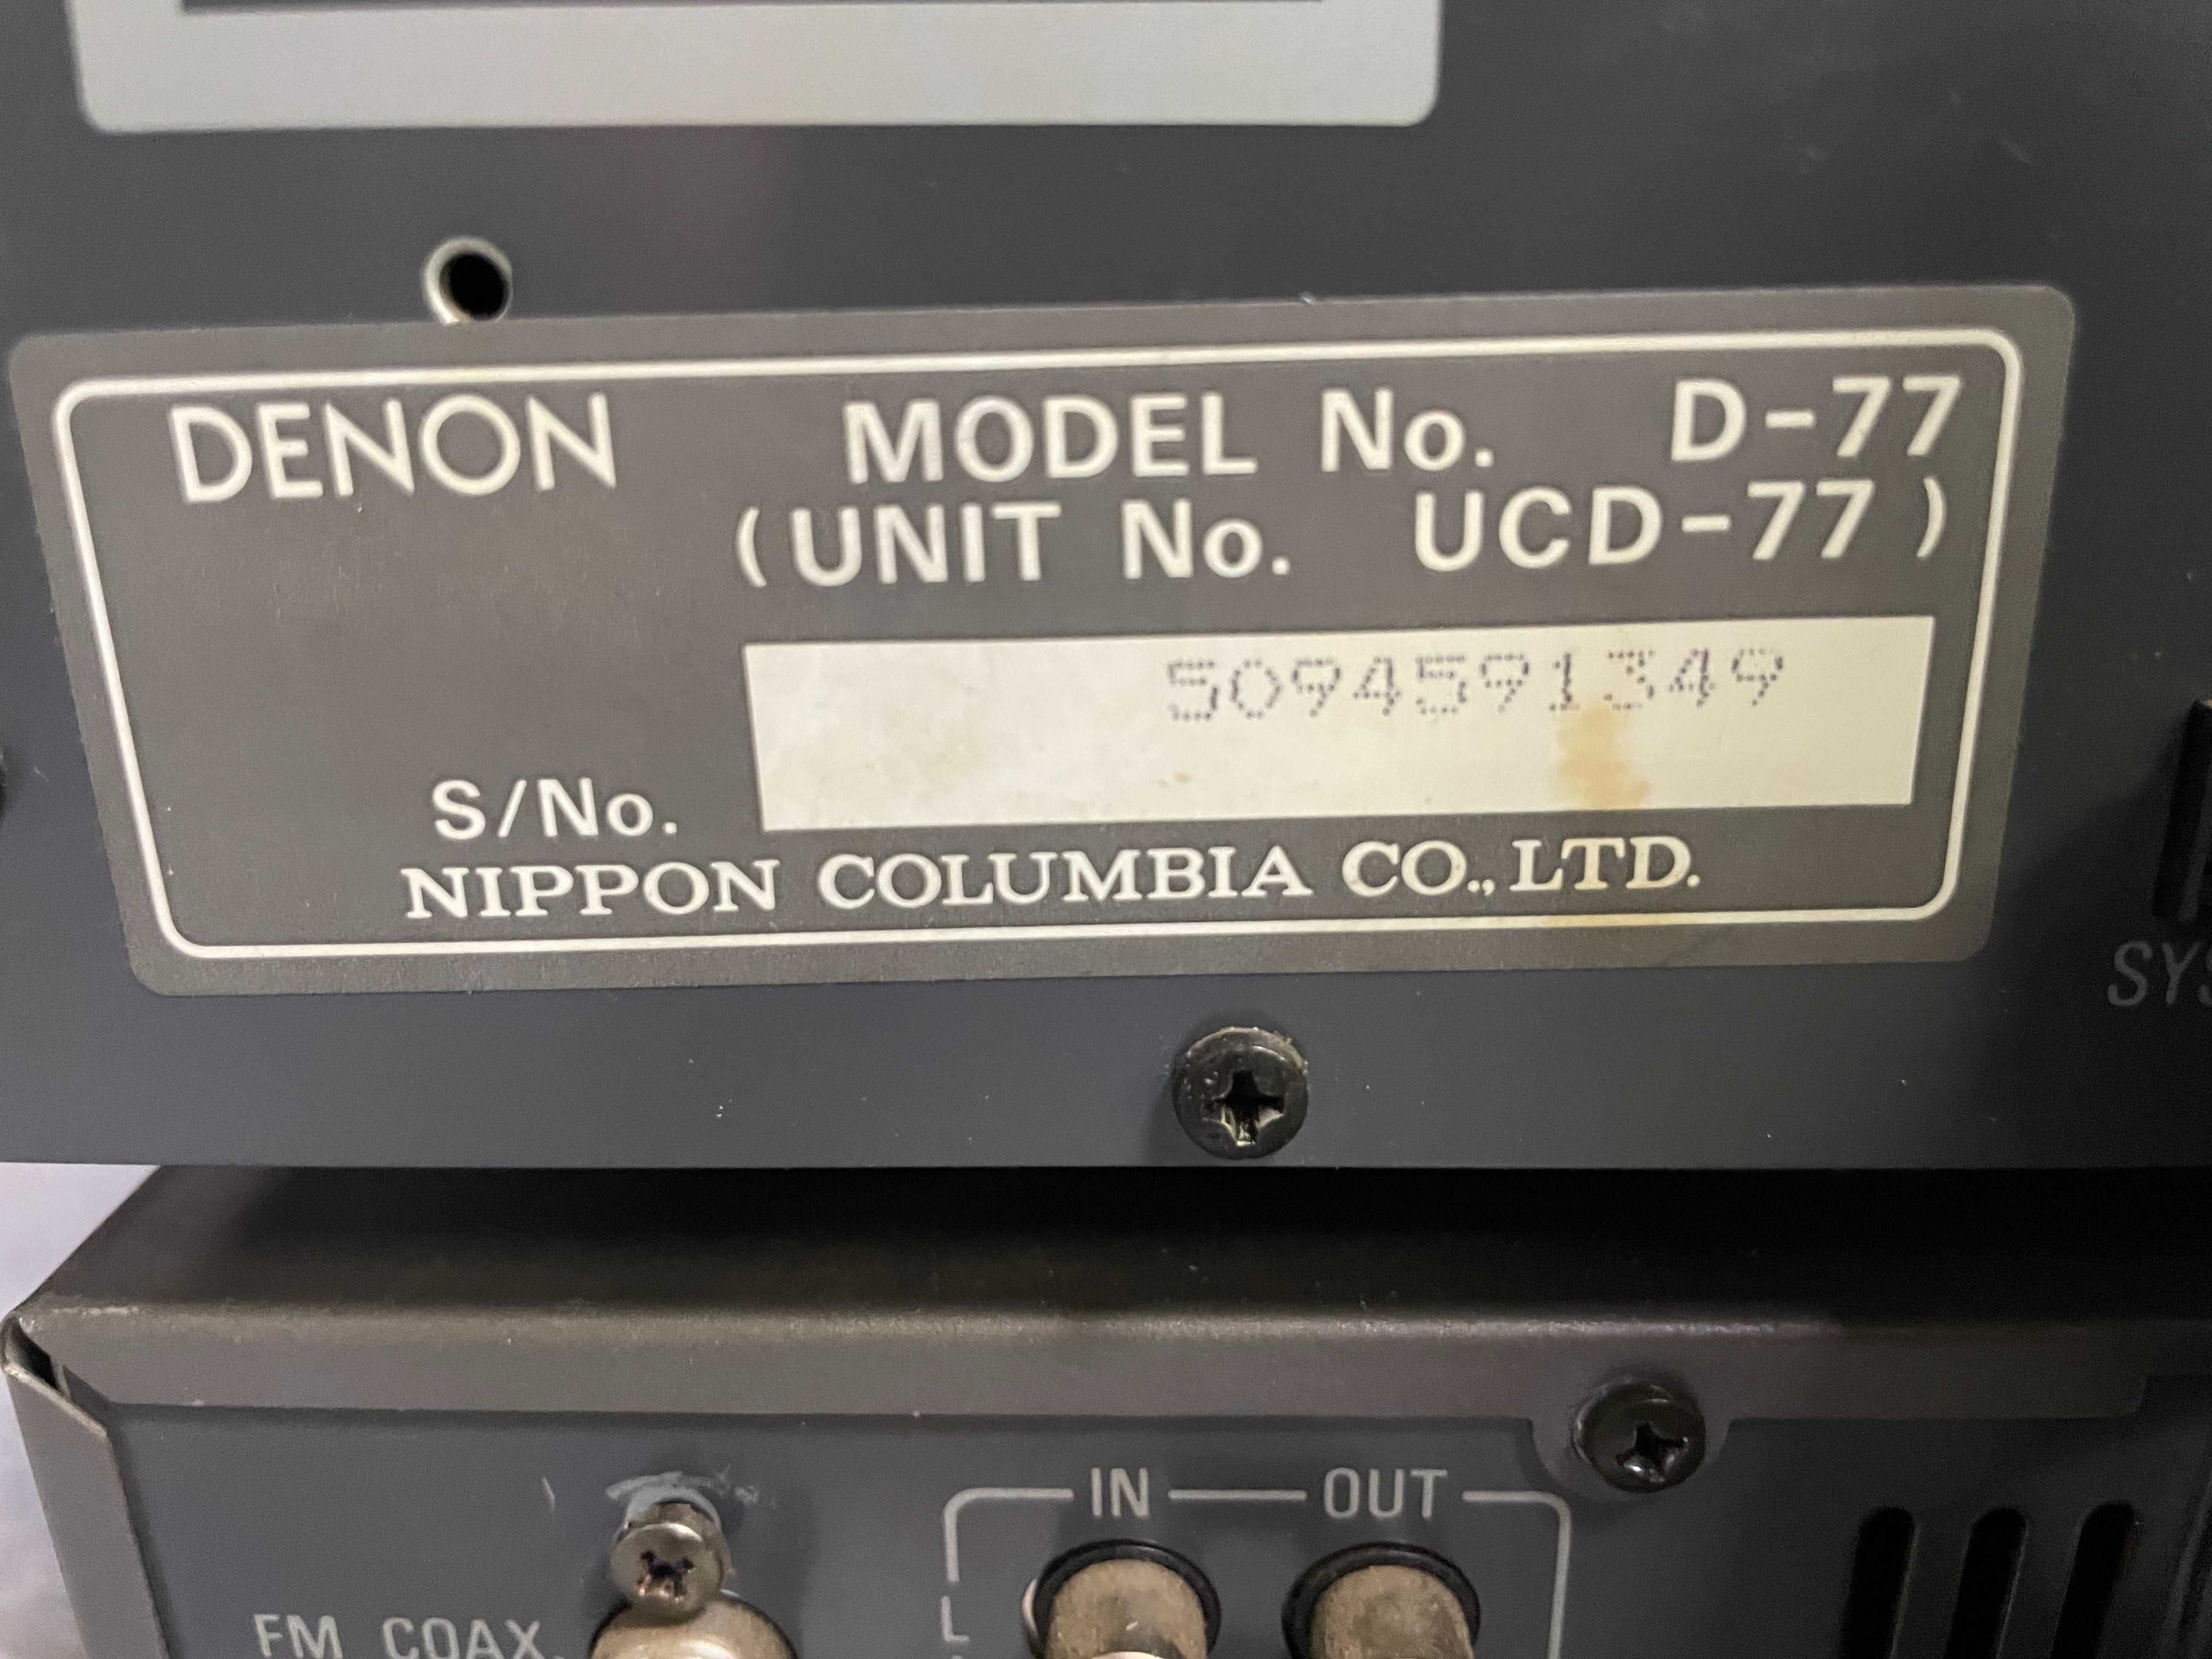 DENON MODEL No. D-77
(UNIT No. UCD-77)
5094591349
S/No.
NIPPON COLUMBIA CO., LTD.
SYS
IN OUT
L
FM COAX.